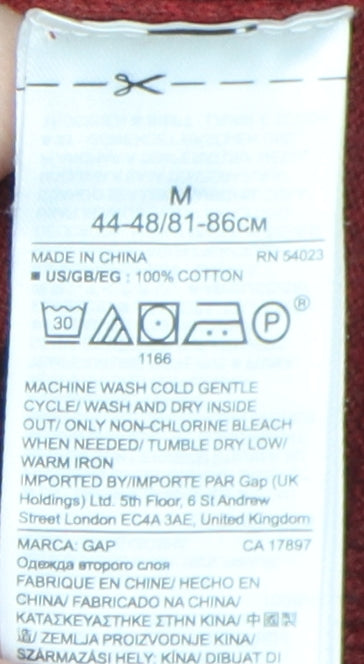 M
44-48/81-86см
MADE IN CHINA RN 54023
■ US/GB/EG : 100% COTTON
30 P ®
1166
MACHINE WASH COLD GENTLE
CYCLE/ WASH AND DRY INSIDE
OUT/ ONLY NON-CHLORINE BLEACH
WHEN NEEDED/ TUMBLE DRY LOW/
WARM IRON
IMPORTED BY/IMPORTE PAR Gap (UK
Holdings) Ltd. 5th Floor, 6 St Andrew
Street London EC4A 3AE, United Kingdom
MARCA: GAP CA 17897
Одежда второго слоя
FABRIQUE EN CHINE/ HECHO EN
CHINA/ FABRICADO NA CHINA/
ΚΑΤΑΣΚΕΥΑΣΤΗΚΕ ΣΤΗΝ ΚΙΝΑ/ 中國製
造/ ZEMLJA PROIZVODNJE KINA/
SZÁRMAZÁSI HELY: KÍNA/ DIBUAT DI